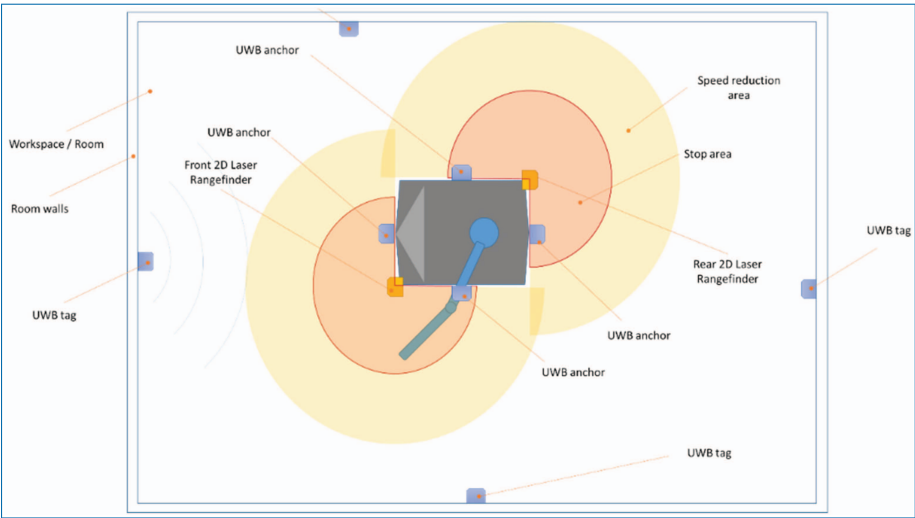 UWB anchor
Speed reduction
area
UWB anchor
Workspace / Room
Front 2D Laser
Rangefinder
Stop area
Room walls
UWB tag
Rear 2D Laser
Rangefinder
UWB tag
UWB anchor
UWB anchor
UWB tag